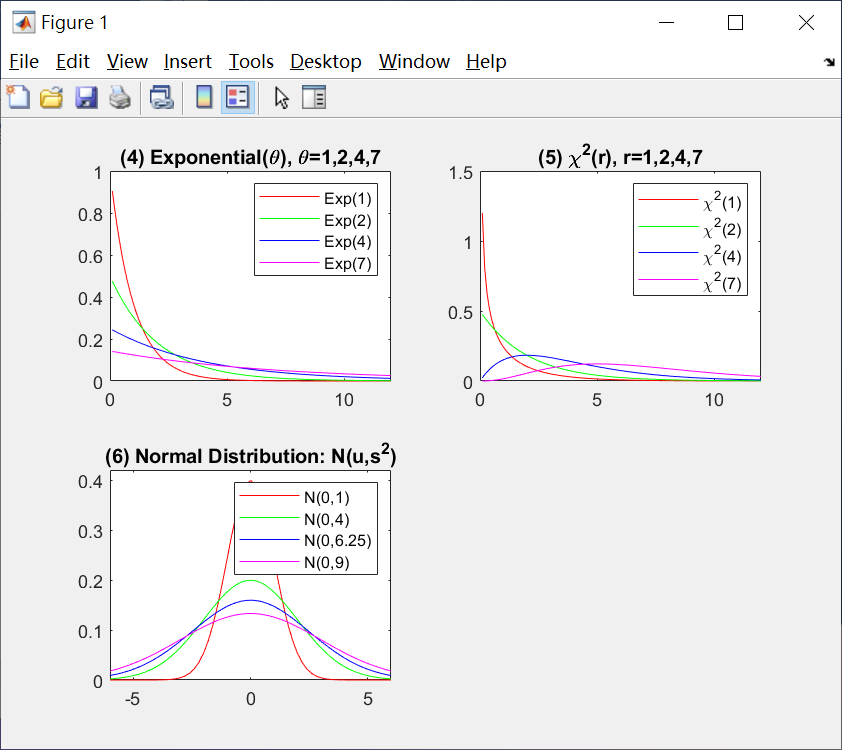 Figure 1
File Edit View Insert Tools Desktop Window Help
(4) Exponential(θ), θ=1,2,4,7
1
0.8
0.6
0.4
0.2
0
0 5 10
Exp(1)
Exp(2)
Exp(4)
Exp(7)
(5) χ²(r), r=1,2,4,7
1.5
1
0.5
0
0 5 10
χ²(1)
χ²(2)
χ²(4)
χ²(7)
(6) Normal Distribution: N(u,s²)
0.4
0.3
0.2
0.1
0
-5 0 5
N(0,1)
N(0,4)
N(0,6.25)
N(0,9)